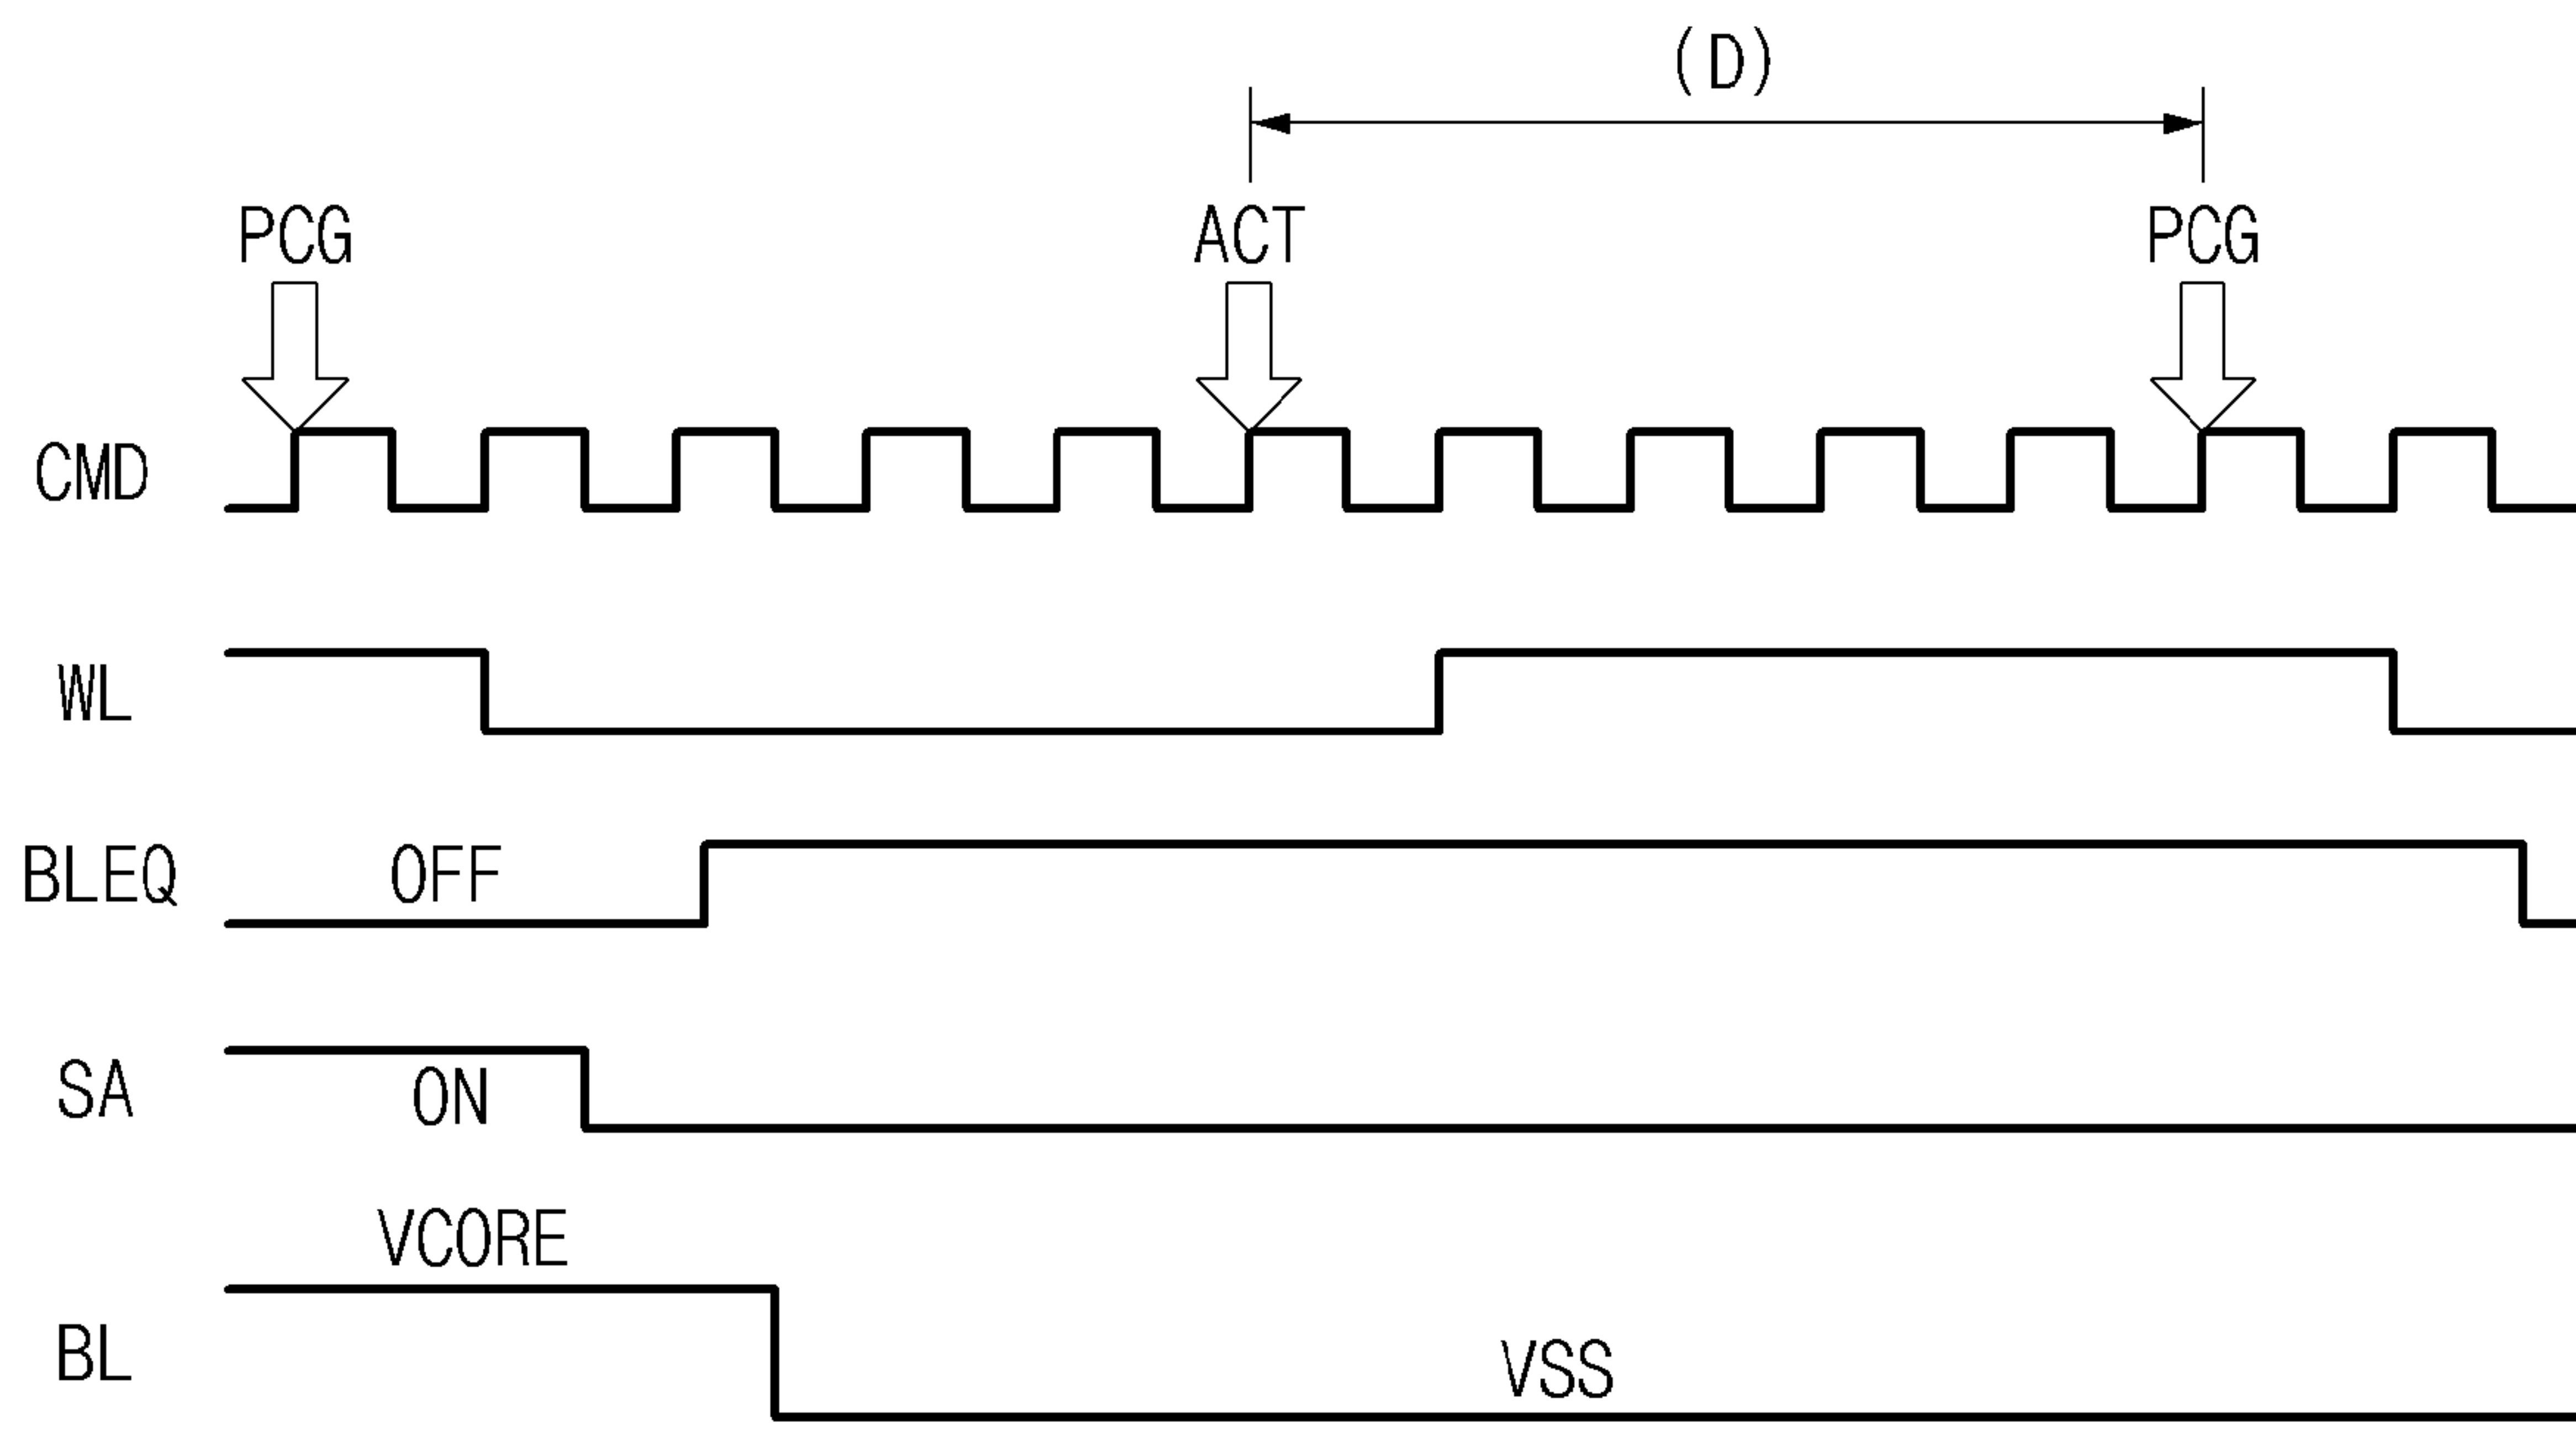 (D)
PCG ACT PCG
CMD
WL
BLEQ OFF
SA ON
VCORE
BL VSS